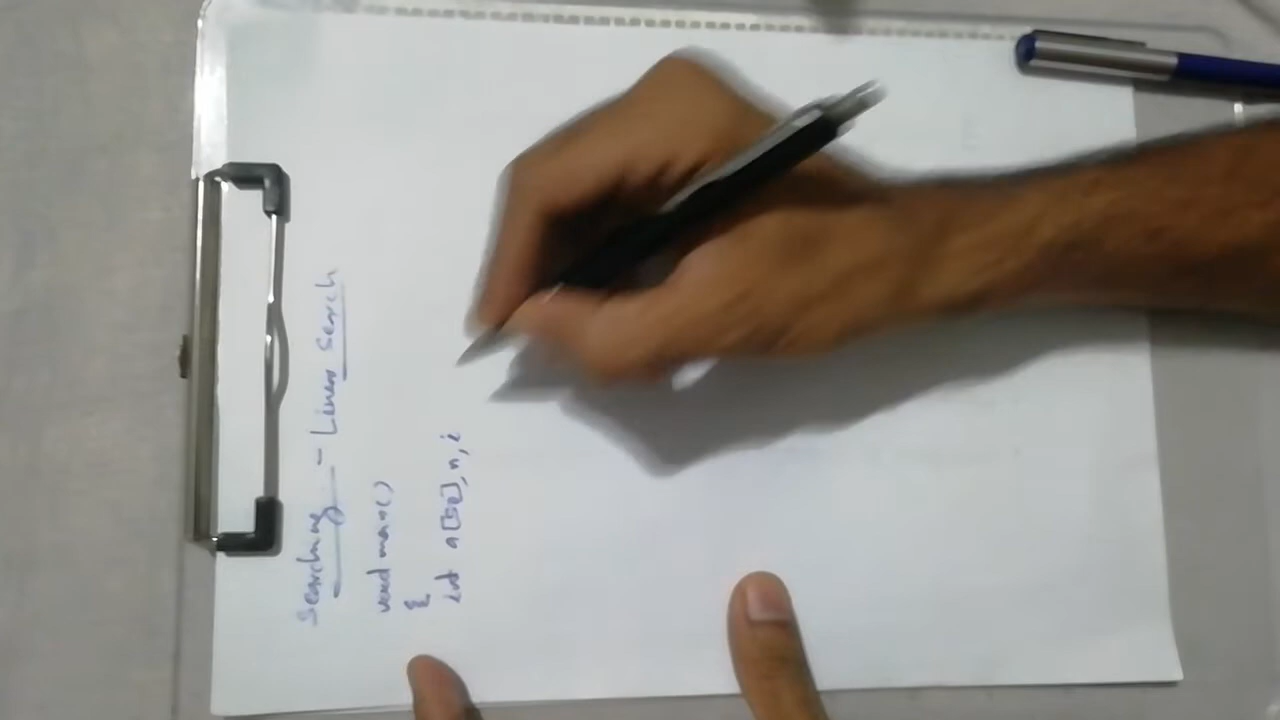 Searching - Linear Search
void main()
{
int a[50], n, i